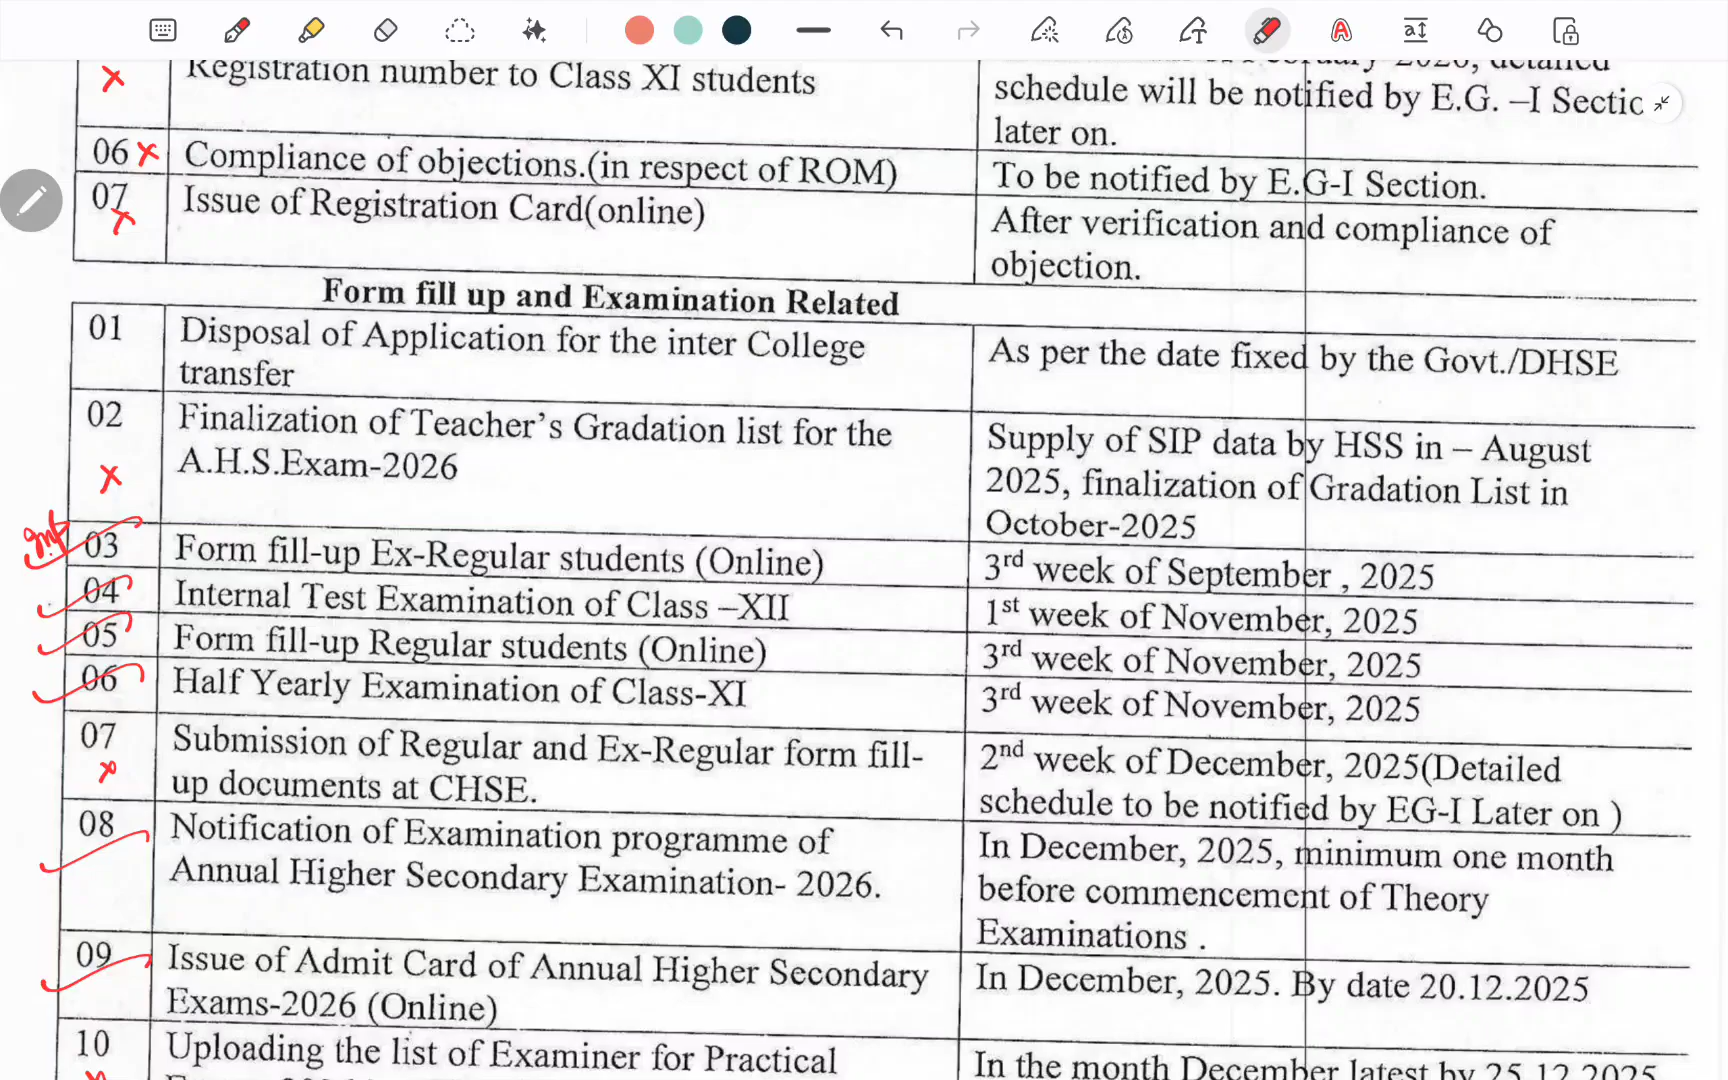 Registration number to Class XI students
schedule will be notified by E.G. –I Sectio
later on.
06 Compliance of objections.(in respect of ROM) To be notified by E.G-I Section.
07 Issue of Registration Card(online) After verification and compliance of
objection.
Form fill up and Examination Related
01 Disposal of Application for the inter College
transfer
As per the date fixed by the Govt./DHSE
02 Finalization of Teacher’s Gradation list for the
A.H.S.Exam-2026
Supply of SIP data by HSS in – August
2025, finalization of Gradation List in
October-2025
03 Form fill-up Ex-Regular students (Online) 3rd week of September , 2025
04 Internal Test Examination of Class –XII 1st week of November, 2025
05 Form fill-up Regular students (Online) 3rd week of November, 2025
06 Half Yearly Examination of Class-XI 3rd week of November, 2025
07 Submission of Regular and Ex-Regular form fill-
up documents at CHSE.
2nd week of December, 2025(Detailed
schedule to be notified by EG-I Later on )
08 Notification of Examination programme of
Annual Higher Secondary Examination- 2026.
In December, 2025, minimum one month
before commencement of Theory
Examinations .
09 Issue of Admit Card of Annual Higher Secondary
Exams-2026 (Online)
In December, 2025. By date 20.12.2025
10 Uploading the list of Examiner for Practical
In the month December latest by 25.12.2025